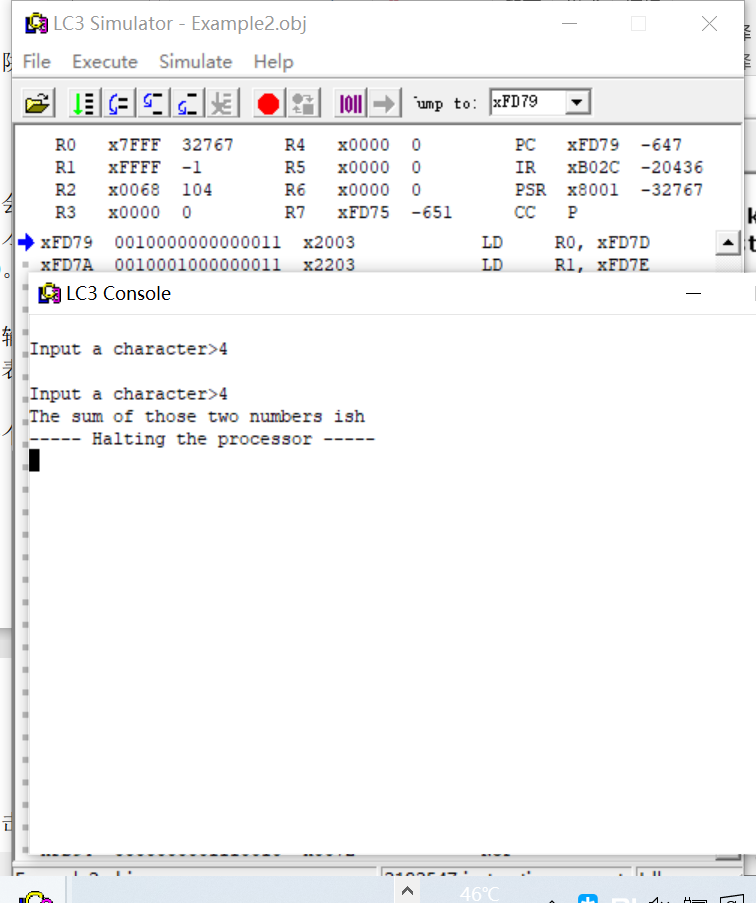 LC3 Simulator - Example2.obj
File Execute Simulate Help
Jump to: xFD79
R0 x7FFF 32767 R4 x0000 0 PC xFD79 -647
R1 xFFFF -1 R5 x0000 0 IR xB02C -20436
R2 x0068 104 R6 x0000 0 PSR x8001 -32767
R3 x0000 0 R7 xFD75 -651 CC P
xFD79 0010000000000011 x2003 LD R0, xFD7D
xFD7A 0010001000000011 x2203 LD R1, xFD7E
LC3 Console
Input a character>4
Input a character>4
The sum of those two numbers ish
----- Halting the processor -----
46°C